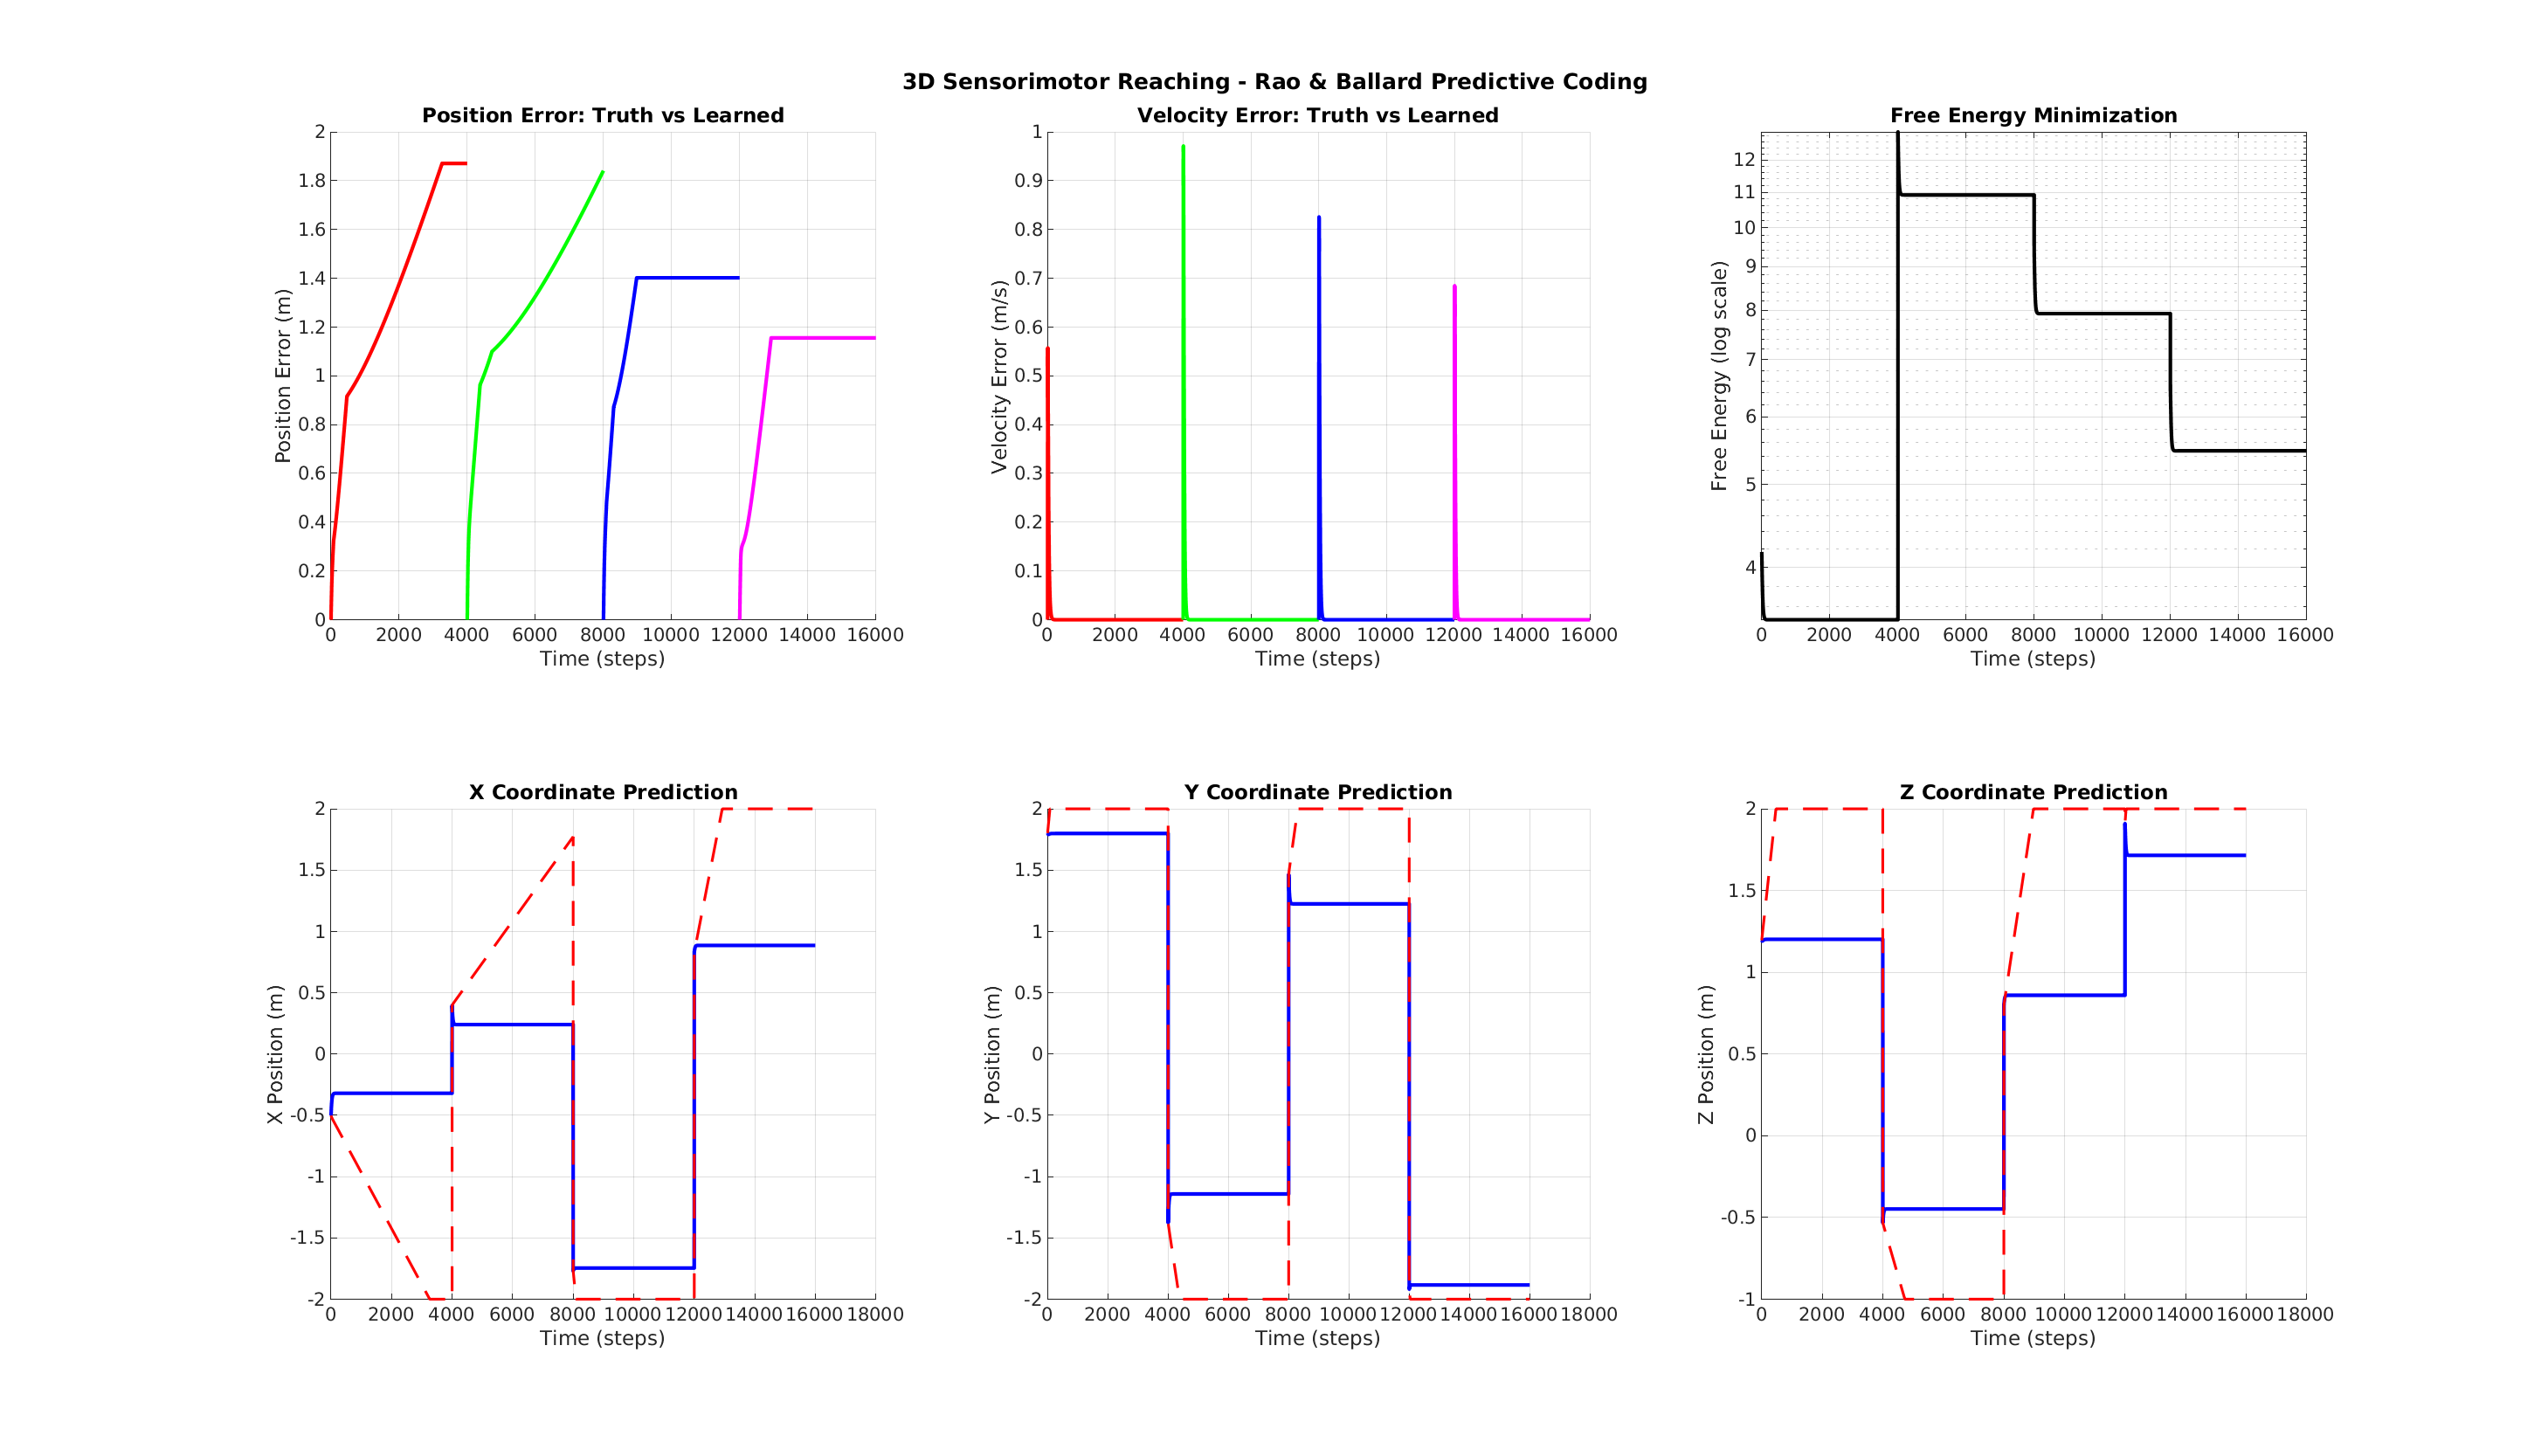 3D Sensorimotor Reaching - Rao & Ballard Predictive Coding
Position Error: Truth vs Learned
Position Error (m)
2
1.8
1.6
1.4
1.2
1
0.8
0.6
0.4
0.2
0
0 2000 4000 6000 8000 10000 12000 14000 16000
Time (steps)
Velocity Error: Truth vs Learned
Velocity Error (m/s)
1
0.9
0.8
0.7
0.6
0.5
0.4
0.3
0.2
0.1
0
0 2000 4000 6000 8000 10000 12000 14000 16000
Time (steps)
Free Energy Minimization
Free Energy (log scale)
12
11
10
9
8
7
6
5
4
0 2000 4000 6000 8000 10000 12000 14000 16000
Time (steps)
X Coordinate Prediction
X Position (m)
2
1.5
1
0.5
0
-0.5
-1
-1.5
-2
0 2000 4000 6000 8000 10000 12000 14000 16000 18000
Time (steps)
Y Coordinate Prediction
Y Position (m)
2
1.5
1
0.5
0
-0.5
-1
-1.5
-2
0 2000 4000 6000 8000 10000 12000 14000 16000 18000
Time (steps)
Z Coordinate Prediction
Z Position (m)
2
1.5
1
0.5
0
-0.5
-1
0 2000 4000 6000 8000 10000 12000 14000 16000 18000
Time (steps)